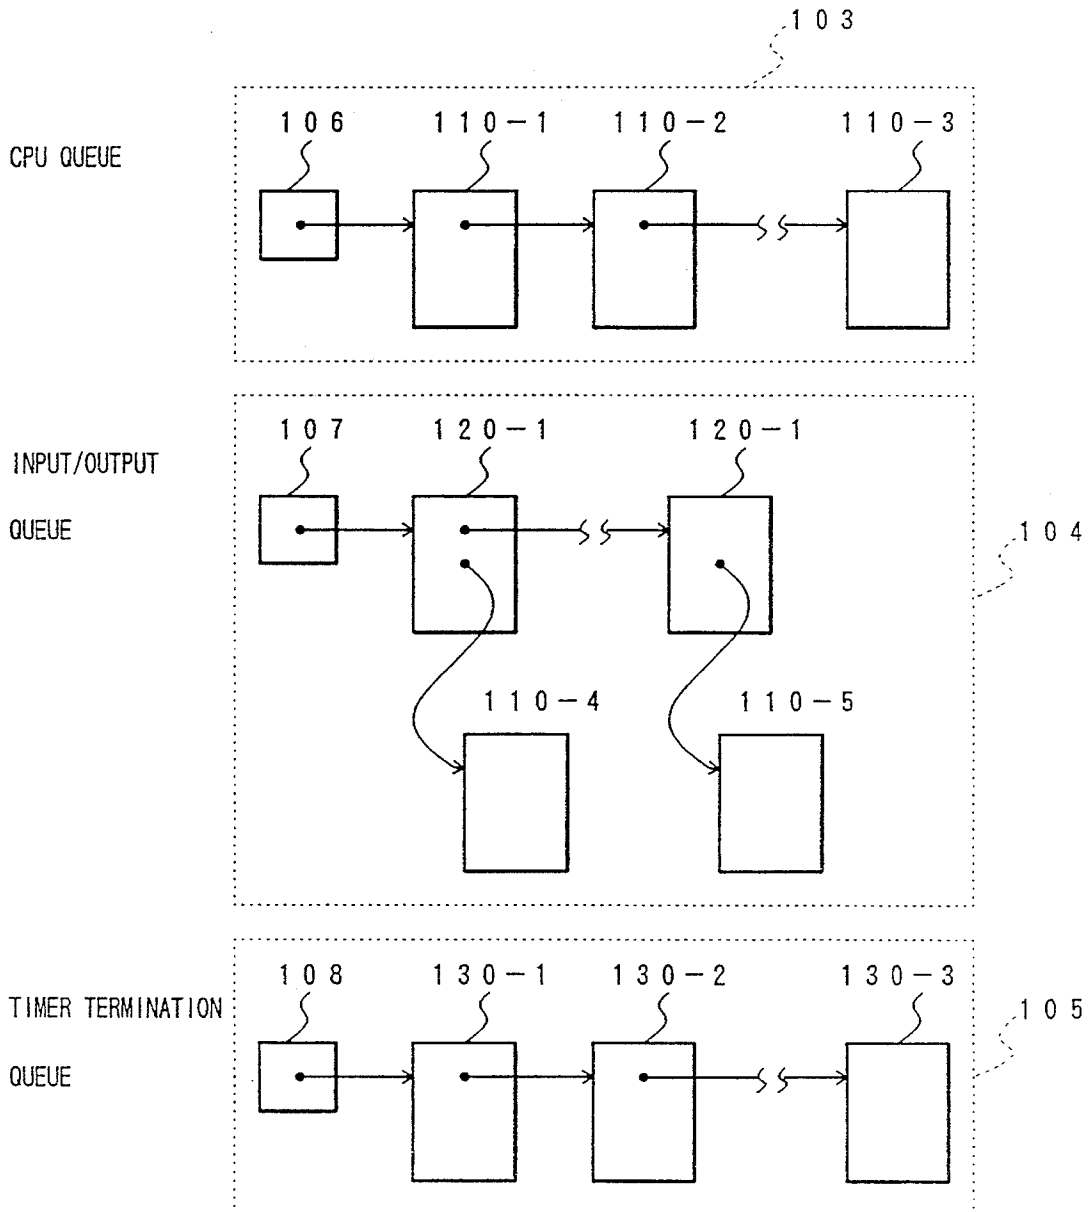 103
106 110-1 110-2 110-3
CPU QUEUE
107 120-1 120-1
INPUT/OUTPUT
QUEUE
104
110-4 110-5
108 130-1 130-2 130-3
TIMER TERMINATION
105
QUEUE